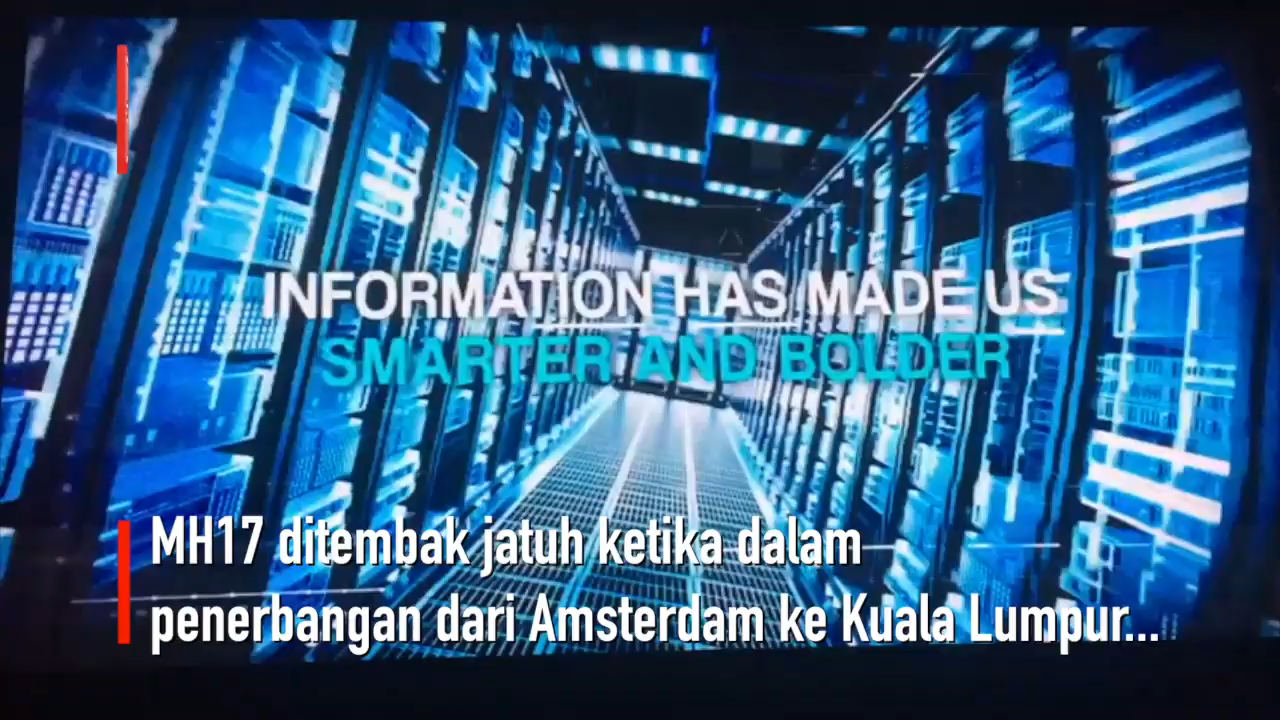 INFORMATION HAS MADE US
SMARTER AND BOLDER
MH17 ditembak jatuh ketika dalam
penerbangan dari Amsterdam ke Kuala Lumpur...